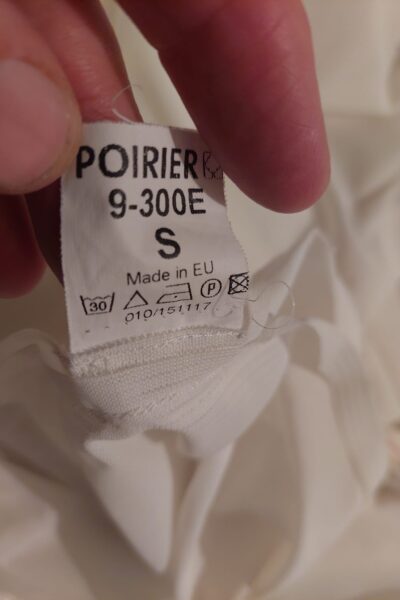 POIRIER
9-300E
S
Made in EU
30 P
010/151117